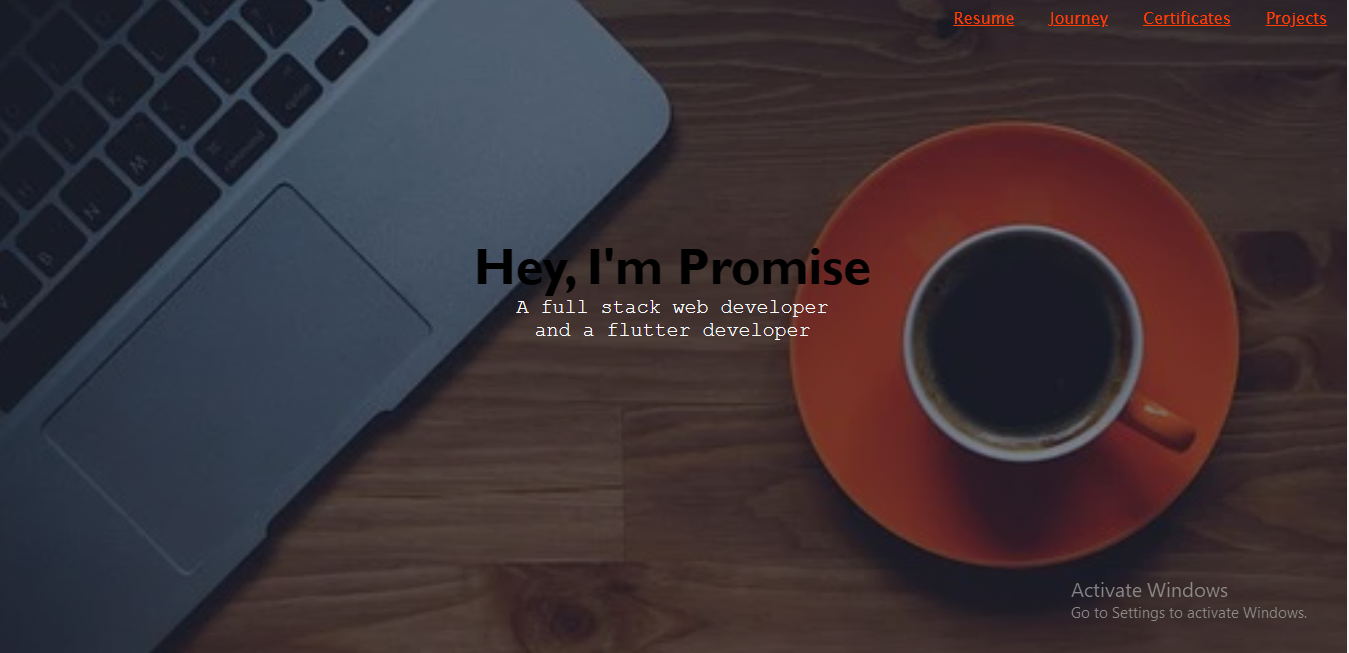 Resume Journey Certificates Projects
Hey, I'm Promise
A full stack web developer
and a flutter developer
Activate Windows
Go to Settings to activate Windows.